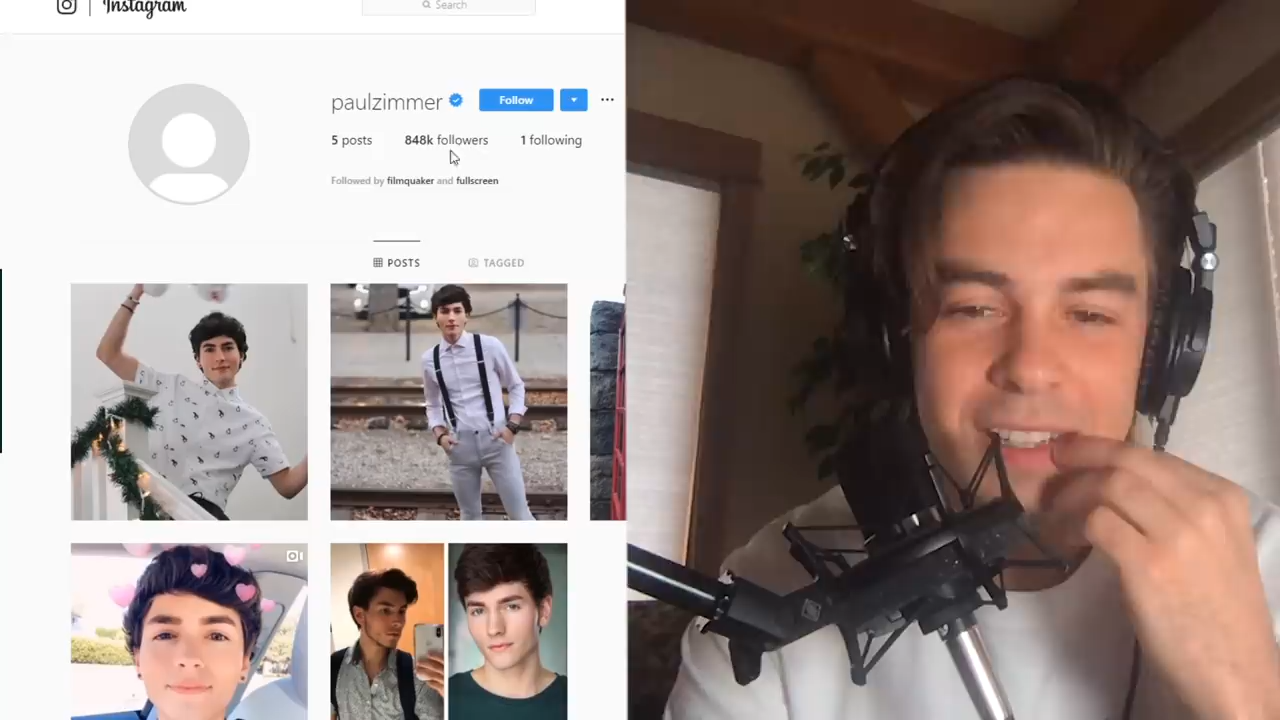 Instagram
Search
paulzimmer
Follow
5 posts
848k followers
1 following
Followed by filmquaker and fullscreen
POSTS
TAGGED